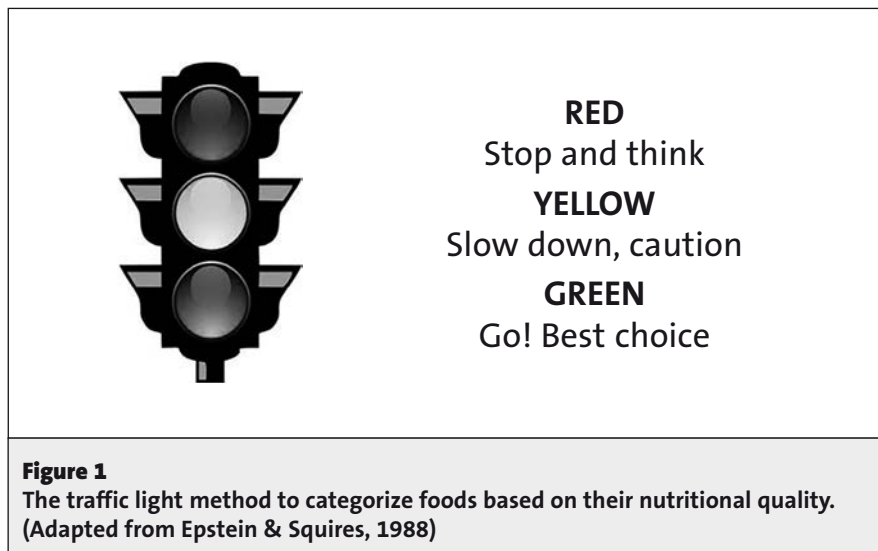 RED
Stop and think
YELLOW
Slow down, caution
GREEN
Go! Best choice
Figure 1
The traffic light method to categorize foods based on their nutritional quality.
(Adapted from Epstein & Squires, 1988)